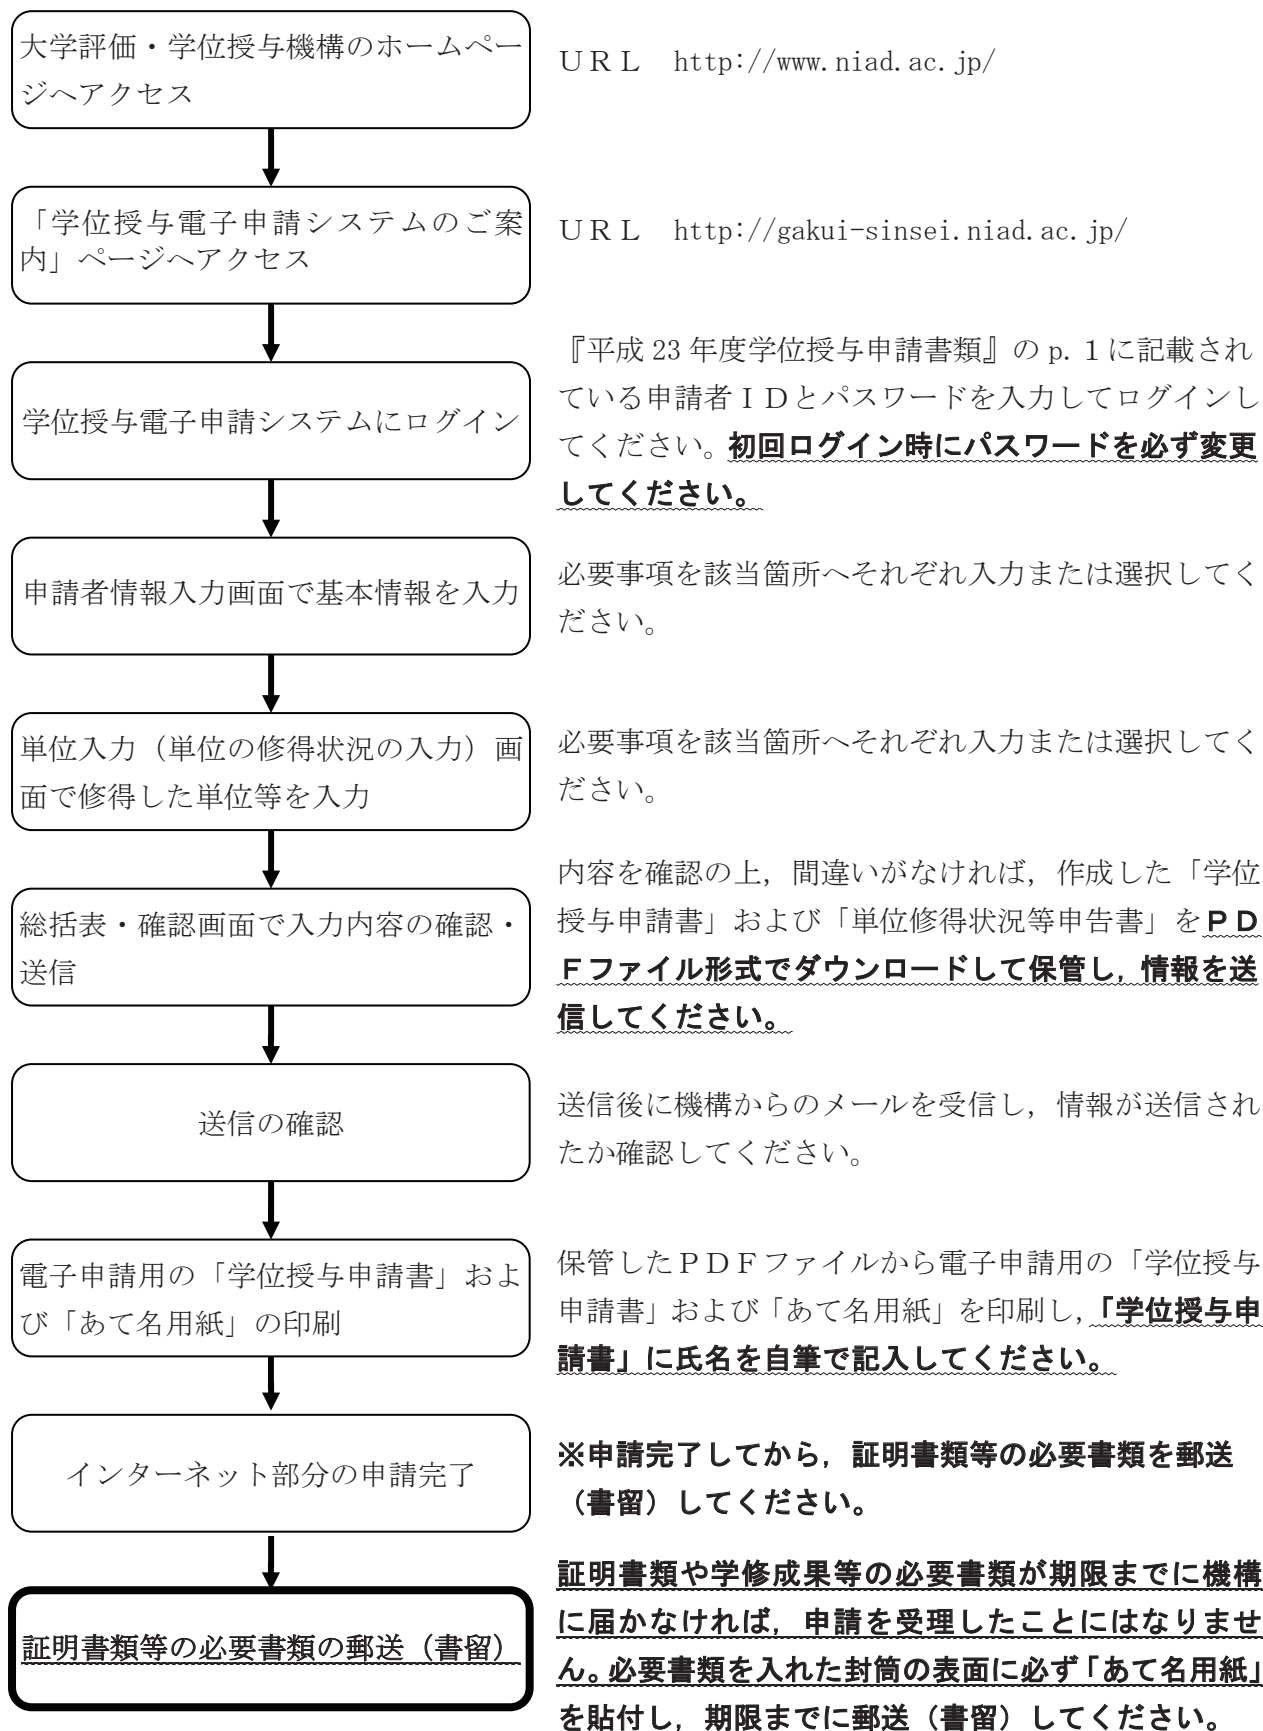 大学評価・学位授与機構のホームペー
ジへアクセス
ＵＲＬ　http://www.niad.ac.jp/
「学位授与電子申請システムのご案
内」ページへアクセス
ＵＲＬ　http://gakui-sinsei.niad.ac.jp/
学位授与電子申請システムにログイン
『平成 23 年度学位授与申請書類』の p.１に記載され
ている申請者ＩＤとパスワードを入力してログインし
てください。初回ログイン時にパスワードを必ず変更
してください。
申請者情報入力画面で基本情報を入力
必要事項を該当箇所へそれぞれ入力または選択してく
ださい。
単位入力（単位の修得状況の入力）画
面で修得した単位等を入力
必要事項を該当箇所へそれぞれ入力または選択してく
ださい。
総括表・確認画面で入力内容の確認・
送信
内容を確認の上，間違いがなければ，作成した「学位
授与申請書」および「単位修得状況等申告書」をＰＤ
Ｆファイル形式でダウンロードして保管し，情報を送
信してください。
送信の確認
送信後に機構からのメールを受信し，情報が送信され
たか確認してください。
電子申請用の「学位授与申請書」およ
び「あて名用紙」の印刷
保管したＰＤＦファイルから電子申請用の「学位授与
申請書」および「あて名用紙」を印刷し，「学位授与申
請書」に氏名を自筆で記入してください。
インターネット部分の申請完了
※申請完了してから，証明書類等の必要書類を郵送
（書留）してください。
証明書類等の必要書類の郵送（書留）
証明書類や学修成果等の必要書類が期限までに機構
に届かなければ，申請を受理したことにはなりませ
ん。必要書類を入れた封筒の表面に必ず「あて名用紙」
を貼付し，期限までに郵送（書留）してください。